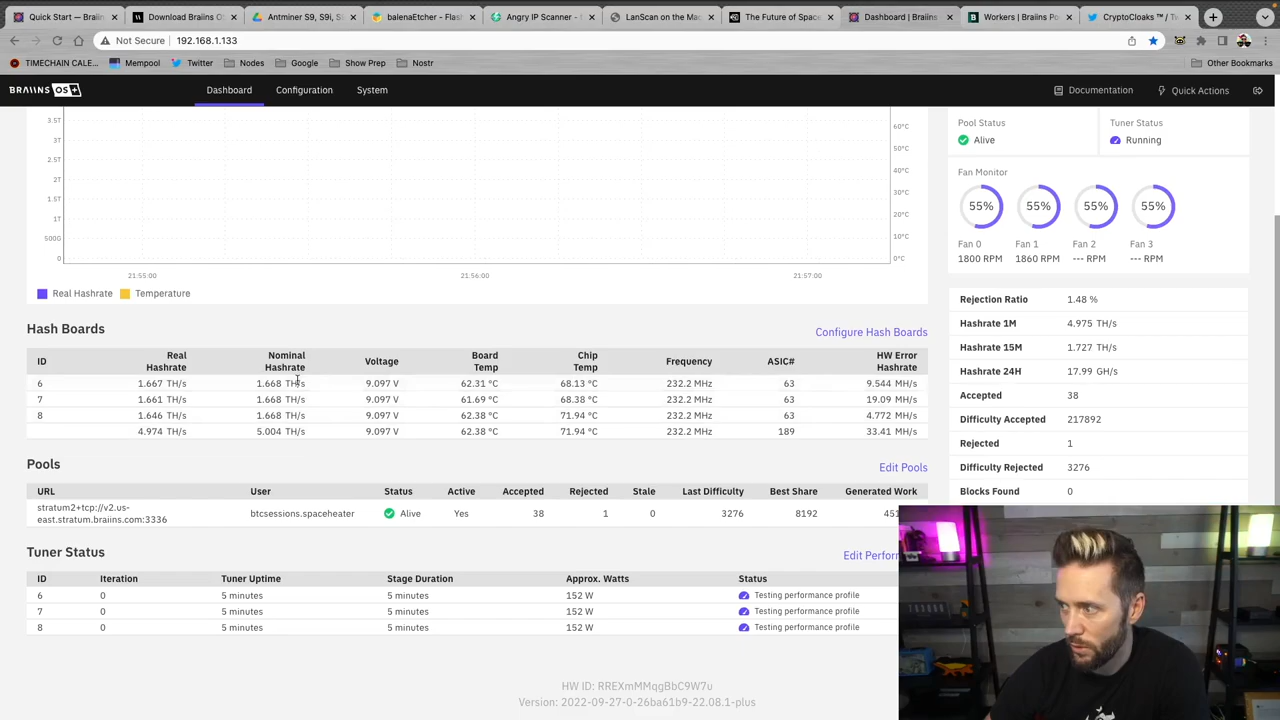 Quick Start — Braiin
Download Braiins OS
Antminer S9, S9i, S9
balenaEtcher - Flash
Angry IP Scanner - S
LanScan on the Mac
The Future of Space
Dashboard | Braiins
Workers | Braiins Po
CryptoCloaks ™ / Tw
Not Secure 192.168.1.133
TIMECHAIN CALE... Mempool Twitter Nodes Google Show Prep Nostr Other Bookmarks
BRAIINS OS+ Dashboard Configuration System Documentation Quick Actions
3.5T
3T
2.5T
2T
1.5T
1T
500G
0
60°C
50°C
40°C
30°C
20°C
10°C
0°C
21:55:00 21:56:00 21:57:00
Real Hashrate Temperature
Pool Status Tuner Status
Alive Running
Fan Monitor
55% 55% 55% 55%
Fan 0 Fan 1 Fan 2 Fan 3
1800 RPM 1860 RPM --- RPM --- RPM
Hash Boards Configure Hash Boards
ID Real Hashrate Nominal Hashrate Voltage Board Temp Chip Temp Frequency ASIC# HW Error Hashrate
6 1.667 TH/s 1.668 TH/s 9.097 V 62.31 °C 68.13 °C 232.2 MHz 63 9.544 MH/s
7 1.661 TH/s 1.668 TH/s 9.097 V 61.69 °C 68.38 °C 232.2 MHz 63 19.09 MH/s
8 1.646 TH/s 1.668 TH/s 9.097 V 62.38 °C 71.94 °C 232.2 MHz 63 4.772 MH/s
4.974 TH/s 5.004 TH/s 9.097 V 62.38 °C 71.94 °C 232.2 MHz 189 33.41 MH/s
Rejection Ratio 1.48 %
Hashrate 1M 4.975 TH/s
Hashrate 15M 1.727 TH/s
Hashrate 24H 17.99 GH/s
Accepted 38
Difficulty Accepted 217892
Rejected 1
Difficulty Rejected 3276
Blocks Found 0
Pools Edit Pools
URL User Status Active Accepted Rejected Stale Last Difficulty Best Share Generated Work
stratum2+tcp://v2.us-
east.stratum.braiins.com:3336 btcsessions.spaceheater Alive Yes 38 1 0 3276 8192 451
Tuner Status Edit Perfor
ID Iteration Tuner Uptime Stage Duration Approx. Watts Status
6 0 5 minutes 5 minutes 152 W Testing performance profile
7 0 5 minutes 5 minutes 152 W Testing performance profile
8 0 5 minutes 5 minutes 152 W Testing performance profile
HW ID: RREXmMMqgBbC9W7u
Version: 2022-09-27-0-26ba61b9-22.08.1-plus